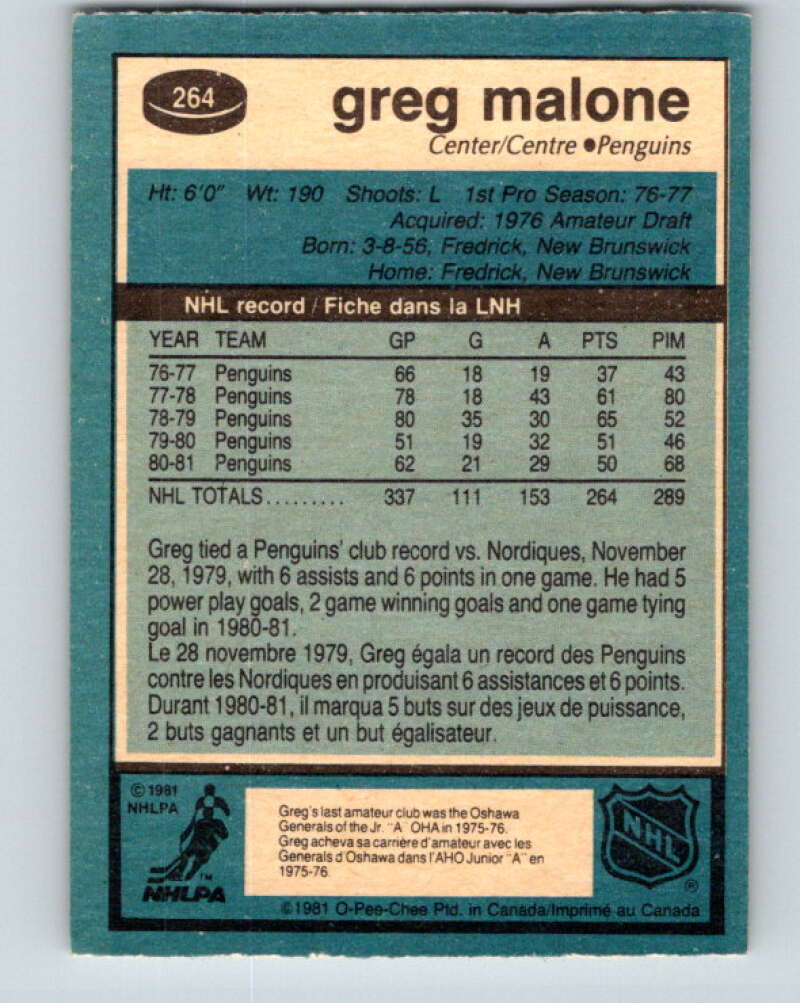 264
greg malone
Center/Centre ●Penguins
Ht: 6'0" Wt: 190 Shoots: L 1st Pro Season: 76-77
Acquired: 1976 Amateur Draft
Born: 3-8-56, Fredrick, New Brunswick
Home: Fredrick, New Brunswick
NHL record / Fiche dans la LNH
YEAR TEAM GP G A PTS PIM
76-77 Penguins 66 18 19 37 43
77-78 Penguins 78 18 43 61 80
78-79 Penguins 80 35 30 65 52
79-80 Penguins 51 19 32 51 46
80-81 Penguins 62 21 29 50 68
NHL TOTALS......... 337 111 153 264 289
Greg tied a Penguins' club record vs. Nordiques, November
28, 1979, with 6 assists and 6 points in one game. He had 5
power play goals, 2 game winning goals and one game tying
goal in 1980-81.
Le 28 novembre 1979, Greg égala un record des Penguins
contre les Nordiques en produisant 6 assistances et 6 points.
Durant 1980-81, il marqua 5 buts sur des jeux de puissance,
2 buts gagnants et un but égalisateur.
© 1981
NHLPA
TM
NHLPA
Greg's last amateur club was the Oshawa
Generals of the Jr. "A" OHA in 1975-76.
Greg acheva sa carrière d'amateur avec les
Generals d'Oshawa dans l'AHO Junior "A" en
1975-76.
NHL
®
©1981 O-Pee-Chee Ptd. in Canada/Imprimé au Canada